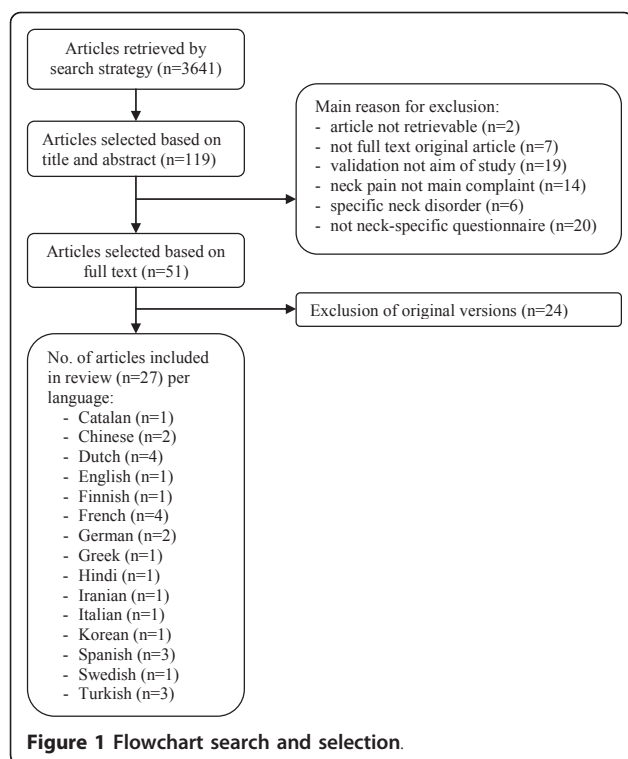 Articles retrieved by
search strategy (n=3641)
Articles selected based on
title and abstract (n=119)
Main reason for exclusion:
- article not retrievable (n=2)
- not full text original article (n=7)
- validation not aim of study (n=19)
- neck pain not main complaint (n=14)
- specific neck disorder (n=6)
- not neck-specific questionnaire (n=20)
Articles selected based on
full text (n=51)
Exclusion of original versions (n=24)
No. of articles included
in review (n=27) per
language:
- Catalan (n=1)
- Chinese (n=2)
- Dutch (n=4)
- English (n=1)
- Finnish (n=1)
- French (n=4)
- German (n=2)
- Greek (n=1)
- Hindi (n=1)
- Iranian (n=1)
- Italian (n=1)
- Korean (n=1)
- Spanish (n=3)
- Swedish (n=1)
- Turkish (n=3)
Figure 1 Flowchart search and selection.